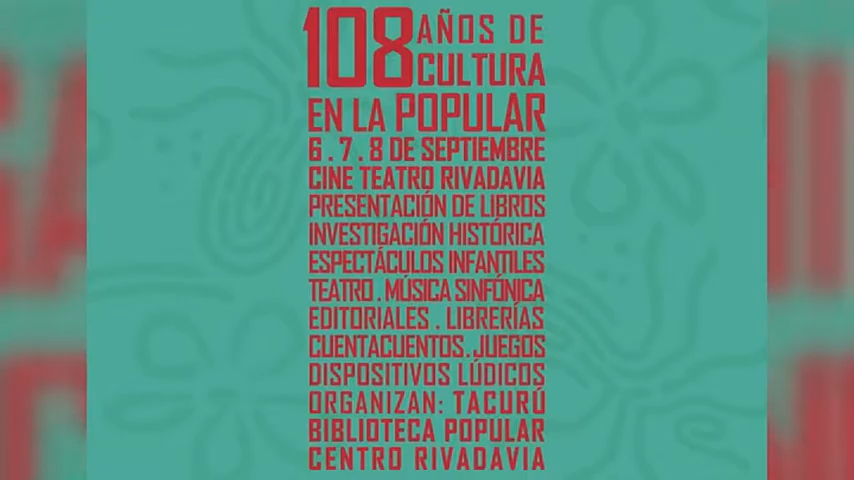 108 AÑOS DE
CULTURA
EN LA POPULAR
6 . 7 . 8 DE SEPTIEMBRE
CINE TEATRO RIVADAVIA
PRESENTACIÓN DE LIBROS
INVESTIGACIÓN HISTÓRICA
ESPECTÁCULOS INFANTILES
TEATRO . MÚSICA SINFÓNICA
EDITORIALES . LIBRERÍAS
CUENTACUENTOS . JUEGOS
DISPOSITIVOS LÚDICOS
ORGANIZAN: TACURÚ
BIBLIOTECA POPULAR
CENTRO RIVADAVIA